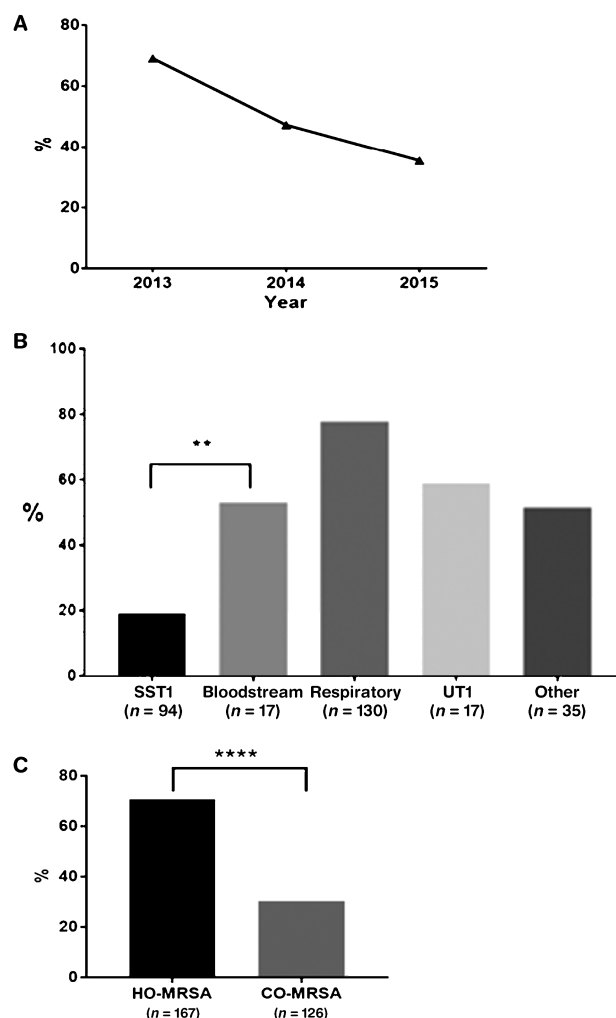 A
80
60
%
40
20
0
2013 2014 2015
Year
B
100
80
**
60
%
40
20
0
SST1 Bloodstream Respiratory UT1 Other
(n = 94) (n = 17) (n = 130) (n = 17) (n = 35)
C
****
80
60
%
40
20
0
HO-MRSA CO-MRSA
(n = 167) (n = 126)